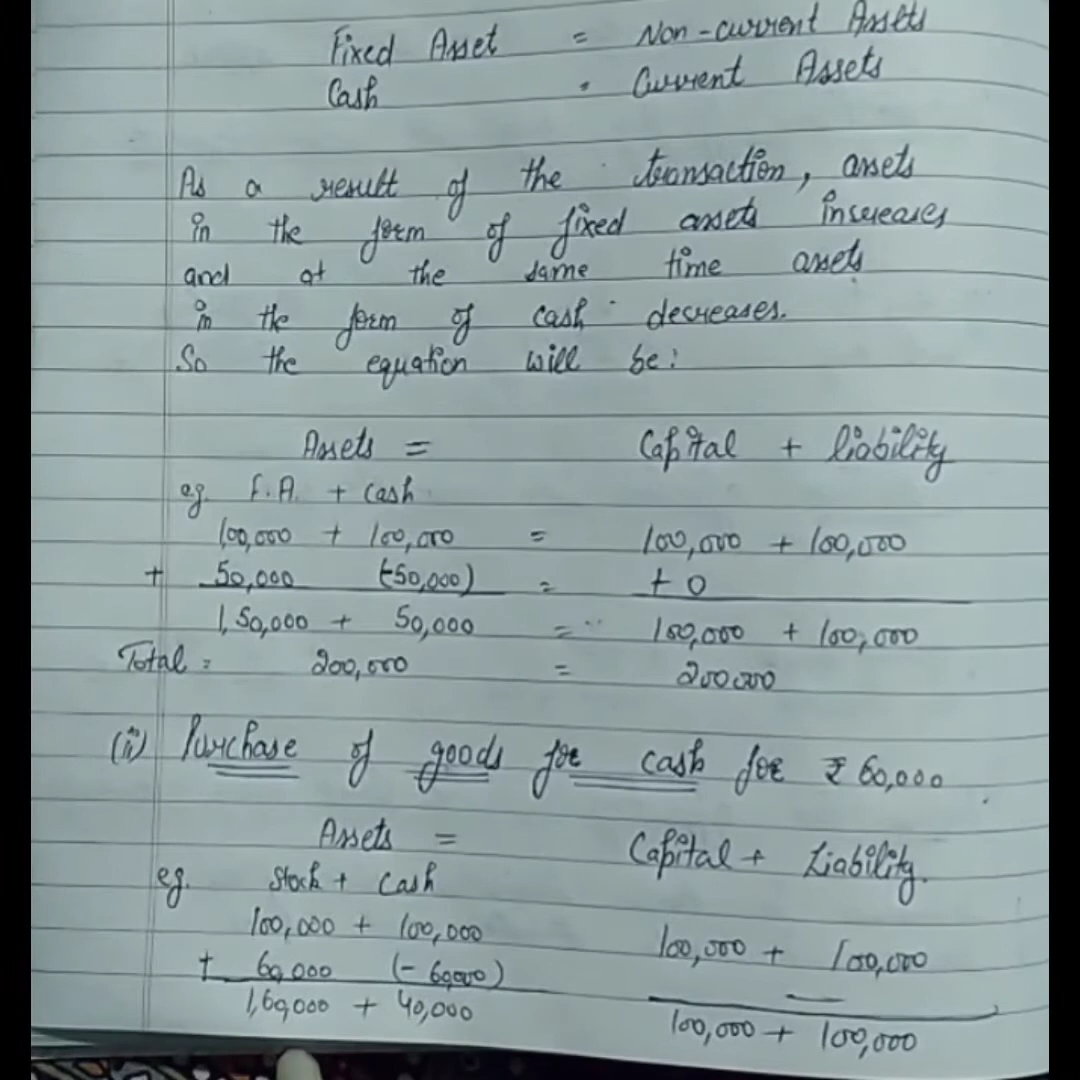 Fixed Asset = Non-current Assets
Cash = Current Assets
As a result of the transaction, assets
in the form of fixed assets increases
and at the same time assets
in the form of cash decreases.
So the equation will be:
Assets = Capital + liability
eg. F.A. + cash
100,000 + 100,000 = 100,000 + 100,000
+ 50,000 (-50,000) = + 0
1,50,000 + 50,000 = 100,000 + 100,000
Total = 200,000 = 200000
(ii) Purchase of goods for cash for ₹ 60,000
Assets = Capital + Liability.
eg. Stock + Cash
100,000 + 100,000 100,000 + 100,000
+ 60,000 (- 60,000) —
1,60,000 + 40,000 100,000 + 100,000